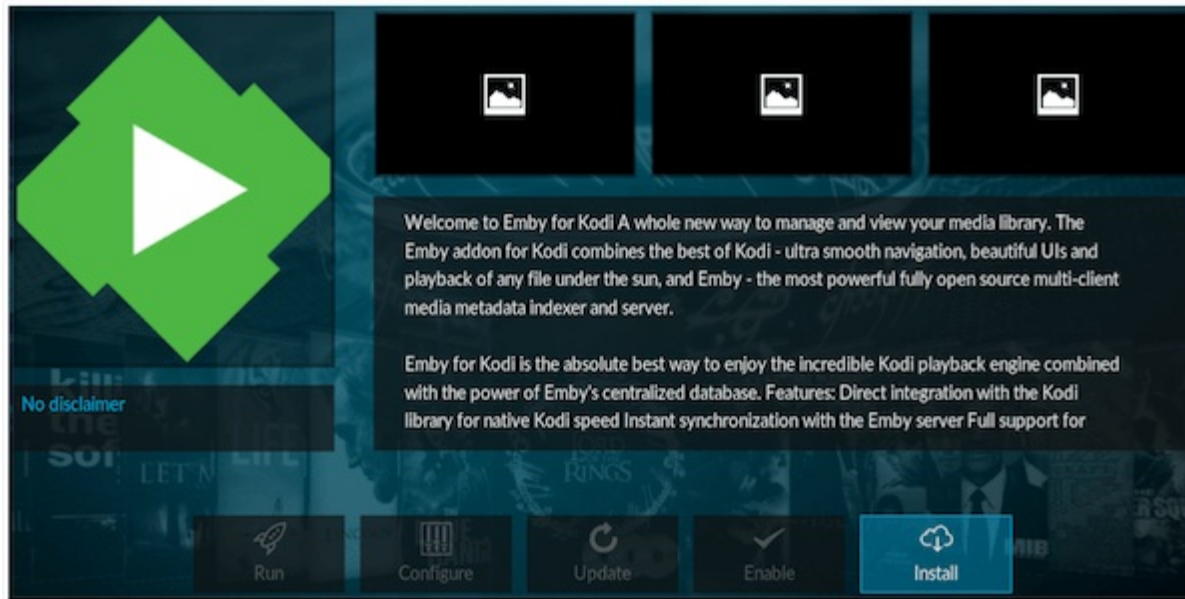 Welcome to Emby for Kodi A whole new way to manage and view your media library. The
Emby addon for Kodi combines the best of Kodi - ultra smooth navigation, beautiful UIs and
playback of any file under the sun, and Emby - the most powerful fully open source multi-client
media metadata indexer and server.
Emby for Kodi is the absolute best way to enjoy the incredible Kodi playback engine combined
with the power of Emby's centralized database. Features: Direct integration with the Kodi
library for native Kodi speed Instant synchronization with the Emby server Full support for
No disclaimer
LET
LIFE
RINGS
MIB
Run
Configure
Update
Enable
Install